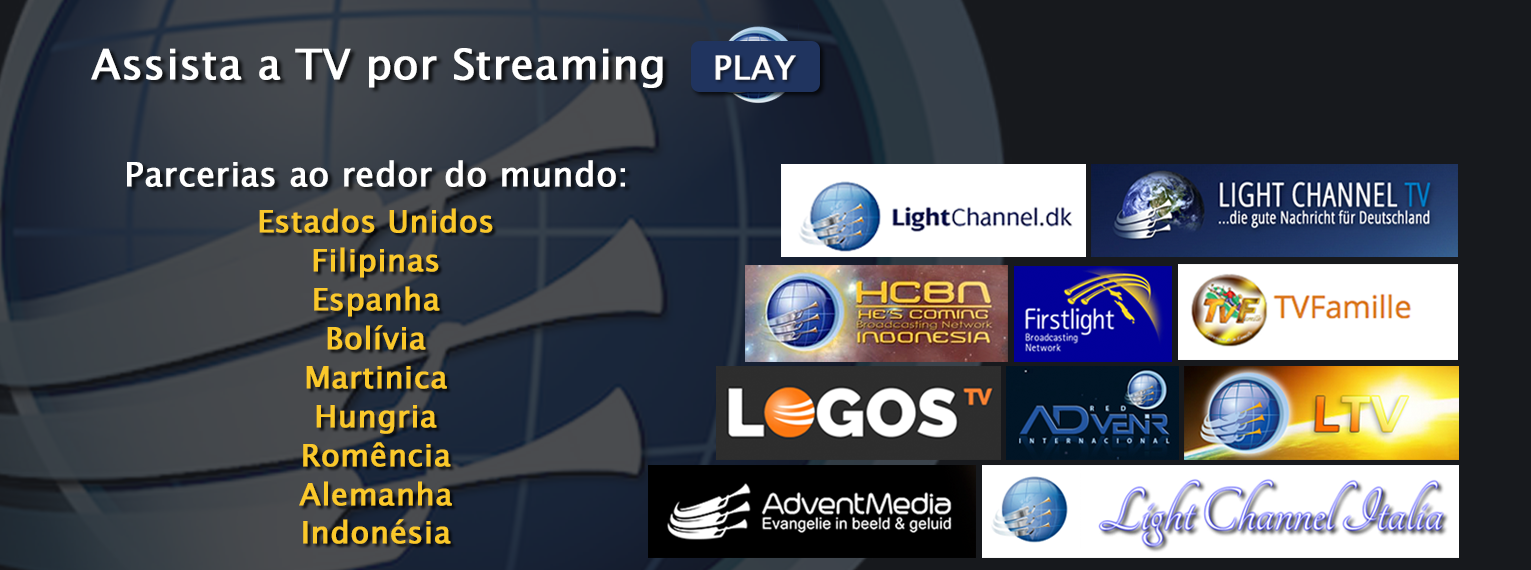 Assista a TV por Streaming
PLAY
Parcerias ao redor do mundo:
Estados Unidos
Filipinas
Espanha
Bolívia
Martinica
Hungria
Romência
Alemanha
Indonésia
LightChannel.dk
LIGHT CHANNEL TV
...die gute Nachricht für Deutschland
HCBN
HE'S COMING
Broadcasting Network
INDONESIA
Firstlight
Broadcasting
Network
TVF
TVFamille
LOGOS TV
RED
ADVENIR
INTERNACIONAL
LTV
AdventMedia
Evangelie in beeld & geluid
Light Channel Italia